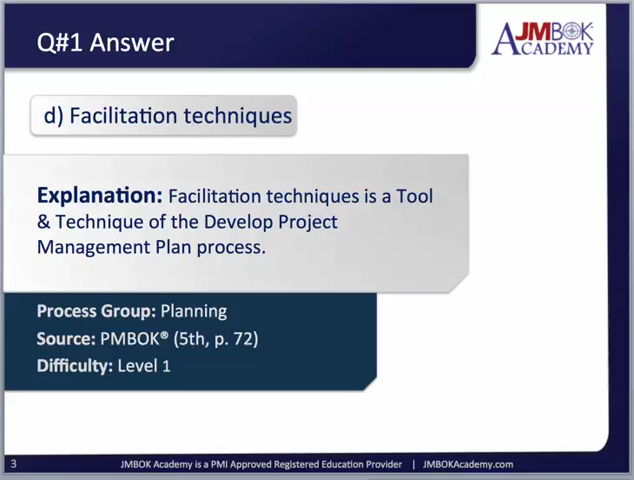 Q#1 Answer
AJMBOK
ACADEMY
d) Facilitation techniques
Explanation: Facilitation techniques is a Tool
& Technique of the Develop Project
Management Plan process.
Process Group: Planning
Source: PMBOK® (5th, p. 72)
Difficulty: Level 1
3
JMBOK Academy is a PMI Approved Registered Education Provider | JMBOKAcademy.com